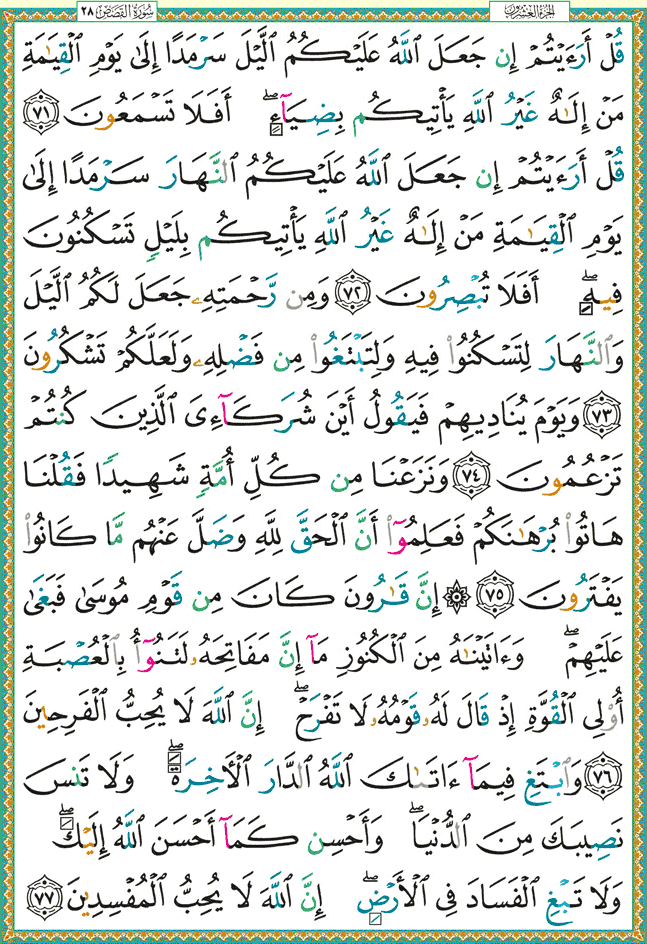 سُورَةُ القَصَصِ ٢٨
الجزء العشرون
قُلْ أَرَءَيْتُمْ إِن جَعَلَ ٱللَّهُ عَلَيْكُمُ ٱلَّيْلَ سَرْمَدًا إِلَىٰ يَوْمِ ٱلْقِيَٰمَةِ
مَنْ إِلَٰهٌ غَيْرُ ٱللَّهِ يَأْتِيكُم بِضِيَآءٍ ۖ أَفَلَا تَسْمَعُونَ ﴿٧١﴾
قُلْ أَرَءَيْتُمْ إِن جَعَلَ ٱللَّهُ عَلَيْكُمُ ٱلنَّهَارَ سَرْمَدًا إِلَىٰ
يَوْمِ ٱلْقِيَٰمَةِ مَنْ إِلَٰهٌ غَيْرُ ٱللَّهِ يَأْتِيكُم بِلَيْلٍ تَسْكُنُونَ
فِيهِ ۖ أَفَلَا تُبْصِرُونَ ﴿٧٢﴾ وَمِن رَّحْمَتِهِۦ جَعَلَ لَكُمُ ٱلَّيْلَ
وَٱلنَّهَارَ لِتَسْكُنُوا۟ فِيهِ وَلِتَبْتَغُوا۟ مِن فَضْلِهِۦ وَلَعَلَّكُمْ تَشْكُرُونَ
﴿٧٣﴾ وَيَوْمَ يُنَادِيهِمْ فَيَقُولُ أَيْنَ شُرَكَآءِىَ ٱلَّذِينَ كُنتُمْ
تَزْعُمُونَ ﴿٧٤﴾ وَنَزَعْنَا مِن كُلِّ أُمَّةٍ شَهِيدًا فَقُلْنَا
هَاتُوا۟ بُرْهَٰنَكُمْ فَعَلِمُوٓا۟ أَنَّ ٱلْحَقَّ لِلَّهِ وَضَلَّ عَنْهُم مَّا كَانُوا۟
يَفْتَرُونَ ﴿٧٥﴾ ۞ إِنَّ قَٰرُونَ كَانَ مِن قَوْمِ مُوسَىٰ فَبَغَىٰ
عَلَيْهِمْ ۖ وَءَاتَيْنَٰهُ مِنَ ٱلْكُنُوزِ مَآ إِنَّ مَفَاتِحَهُۥ لَتَنُوٓأُ بِٱلْعُصْبَةِ
أُو۟لِى ٱلْقُوَّةِ إِذْ قَالَ لَهُۥ قَوْمُهُۥ لَا تَفْرَحْ ۖ إِنَّ ٱللَّهَ لَا يُحِبُّ ٱلْفَرِحِينَ
﴿٧٦﴾ وَٱبْتَغِ فِيمَآ ءَاتَىٰكَ ٱللَّهُ ٱلدَّارَ ٱلْءَاخِرَةَ ۖ وَلَا تَنسَ
نَصِيبَكَ مِنَ ٱلدُّنْيَا ۖ وَأَحْسِن كَمَآ أَحْسَنَ ٱللَّهُ إِلَيْكَ ۖ
وَلَا تَبْغِ ٱلْفَسَادَ فِى ٱلْأَرْضِ ۖ إِنَّ ٱللَّهَ لَا يُحِبُّ ٱلْمُفْسِدِينَ ﴿٧٧﴾